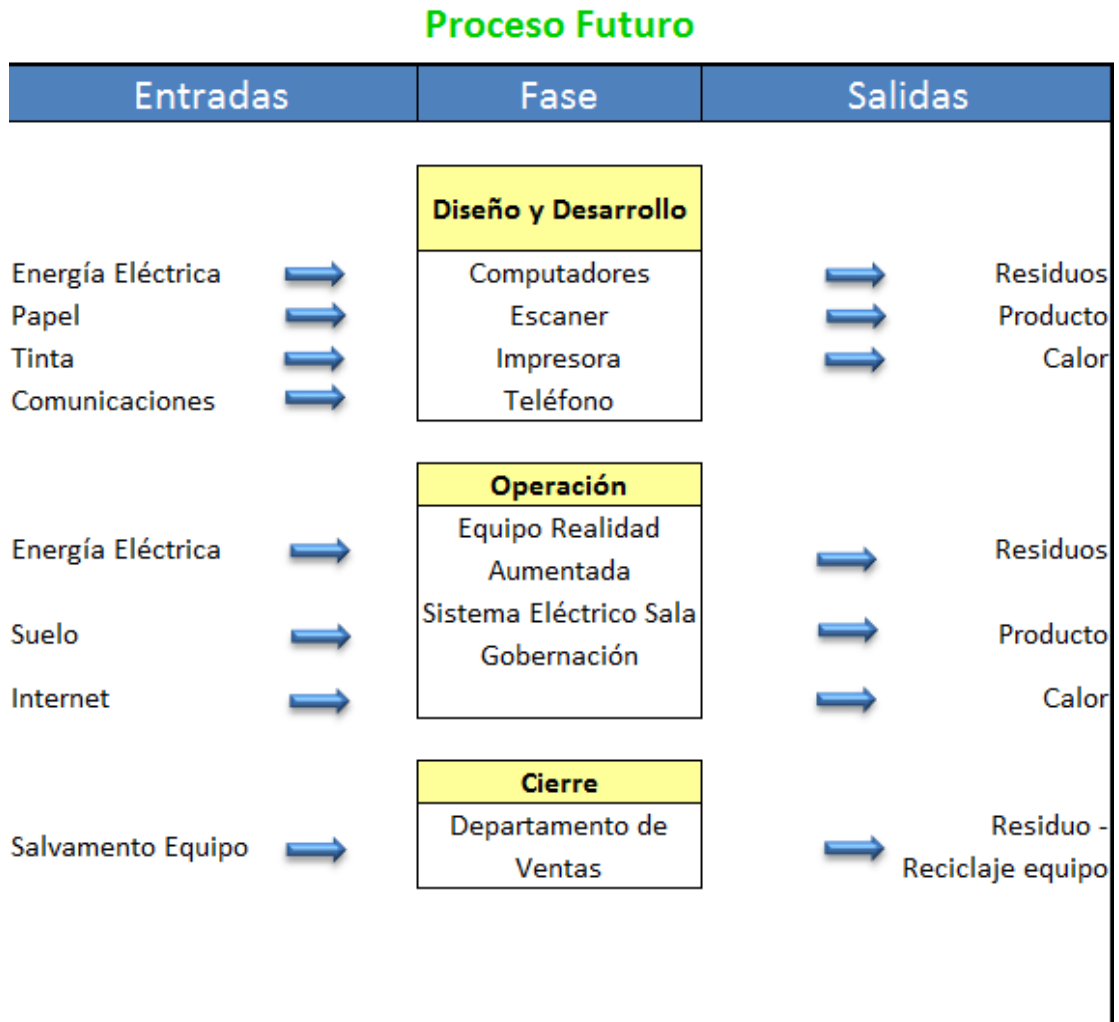 Proceso Futuro
Entradas Fase Salidas
Diseño y Desarrollo
Energía Eléctrica Computadores Residuos
Papel Escaner Producto
Tinta Impresora Calor
Comunicaciones Teléfono
Operación
Equipo Realidad
Energía Eléctrica Residuos
Aumentada
Sistema Eléctrico Sala
Suelo Producto
Gobernación
Internet Calor
Cierre
Departamento de Residuo -
Salvamento Equipo
Ventas Reciclaje equipo